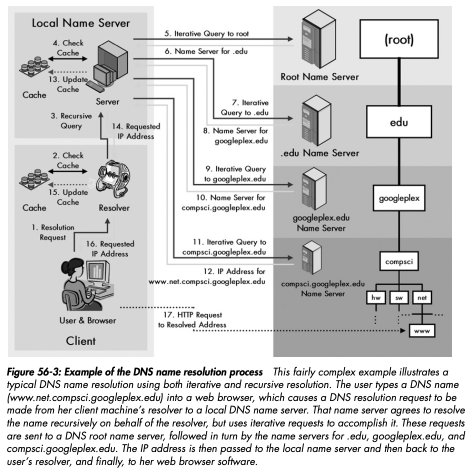 Local Name Server
4. Check
Cache
13. Update
Cache
Cache
Server
3. Recursive
Query
14. Requested
IP Address
2. Check
Cache
15. Update
Cache
Cache
Resolver
1. Resolution
Request
16. Requested
IP Address
User & Browser
Client
5. Iterative Query to root
6. Name Server for .edu
7. Iterative
Query to .edu
8. Name Server for
googleplex.edu
9. Iterative Query
to googleplex.edu
10. Name Server for
compsci.googleplex.edu
11. Iterative Query to
compsci.googleplex.edu
12. IP Address for
www.net.compsci.googleplex.edu
17. HTTP Request
to Resolved Address
Root Name Server
.edu Name Server
googleplex.edu
Name Server
compsci.googleplex.edu
Name Server
(root)
edu
googleplex
compsci
hw sw net
www
Figure 56-3: Example of the DNS name resolution process This fairly complex example illustrates a
typical DNS name resolution using both iterative and recursive resolution. The user types a DNS name
(www.net.compsci.googleplex.edu) into a web browser, which causes a DNS resolution request to be
made from her client machine's resolver to a local DNS name server. That name server agrees to resolve
the name recursively on behalf of the resolver, but uses iterative requests to accomplish it. These requests
are sent to a DNS root name server, followed in turn by the name servers for .edu, googleplex.edu, and
compsci.googleplex.edu. The IP address is then passed to the local name server and then back to the
user's resolver, and finally, to her web browser software.